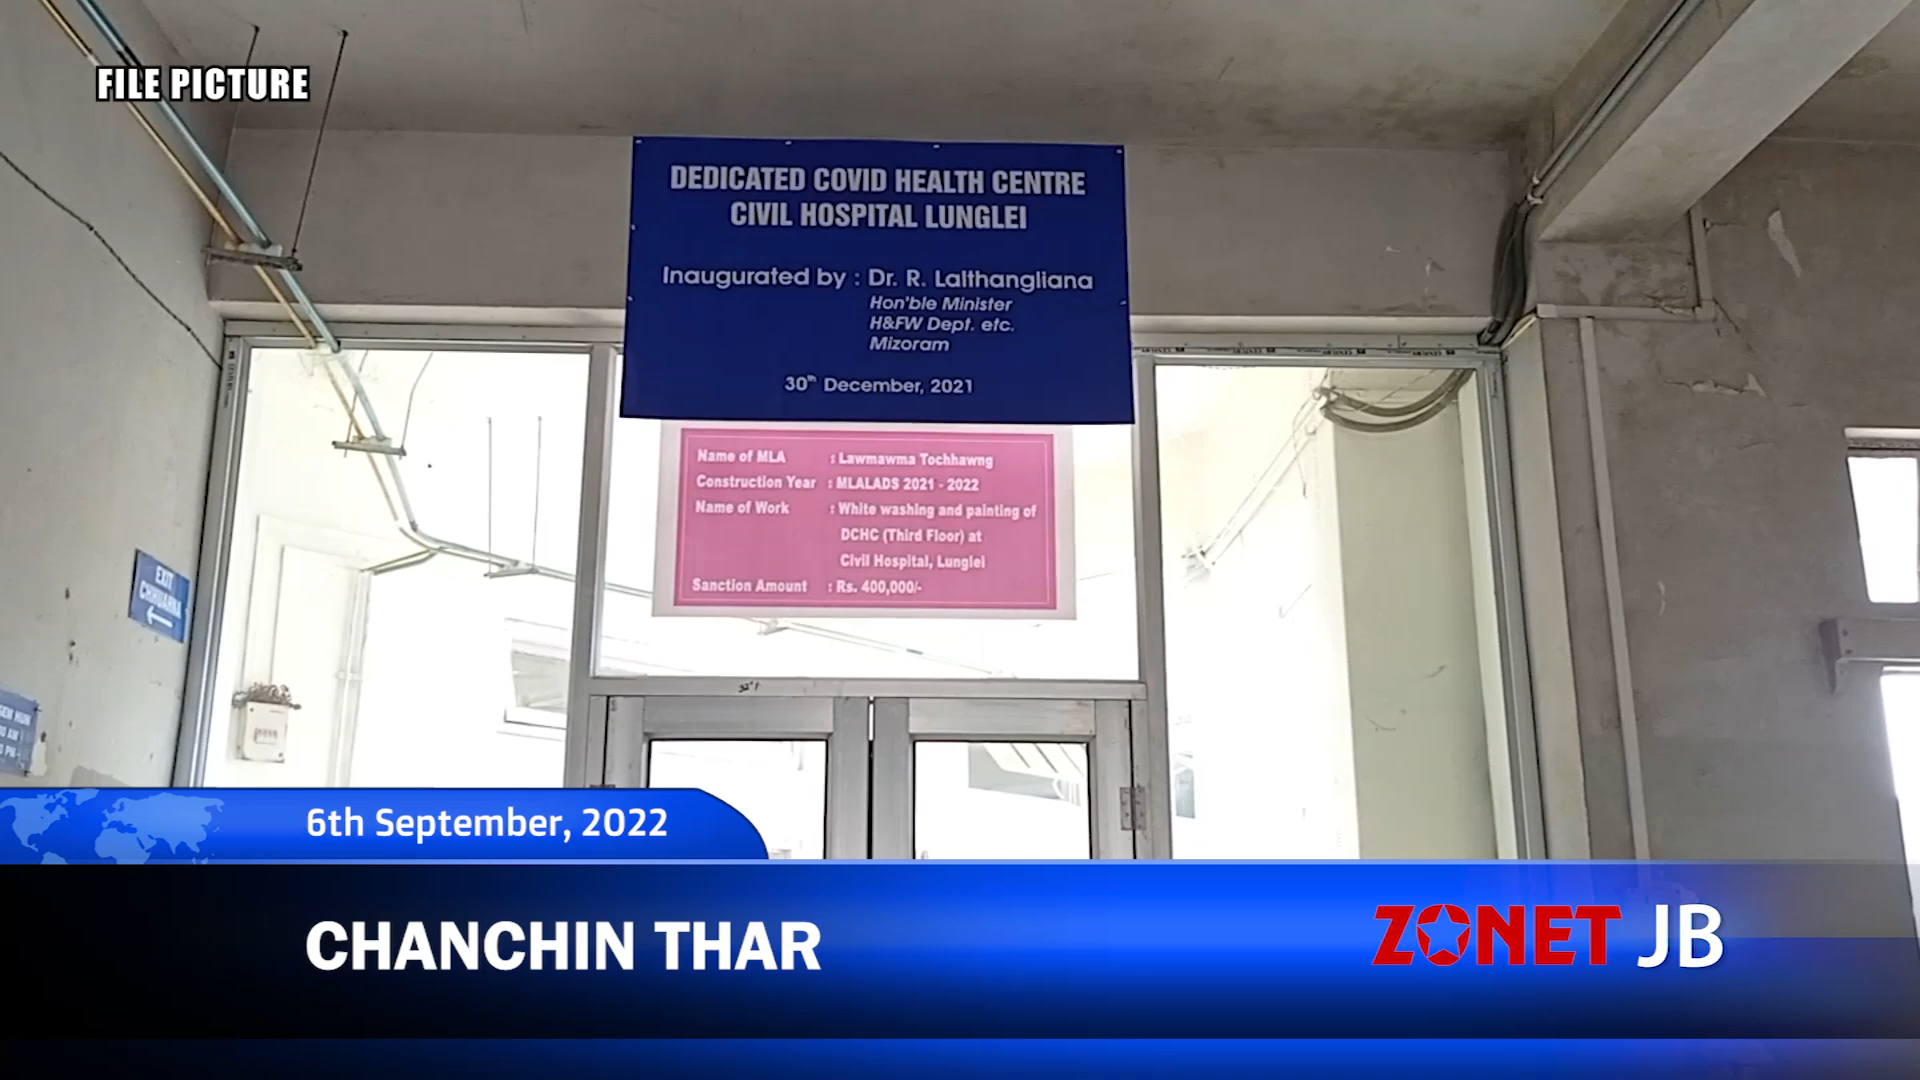 FILE PICTURE
DEDICATED COVID HEALTH CENTRE
CIVIL HOSPITAL LUNGLEI
Inaugurated by : Dr. R. Lalthangliana
Hon'ble Minister
H&FW Dept. etc.
Mizoram
30th December, 2021
Name of MLA : Lawmawma Tochhawng
Construction Year : MLALADS 2021 - 2022
Name of Work : White washing and painting of
DCHC (Third Floor) at
Civil Hospital, Lunglei
Sanction Amount : Rs. 400,000/-
EXIT
CHHUAHNA
6th September, 2022
CHANCHIN THAR
ZONET JB